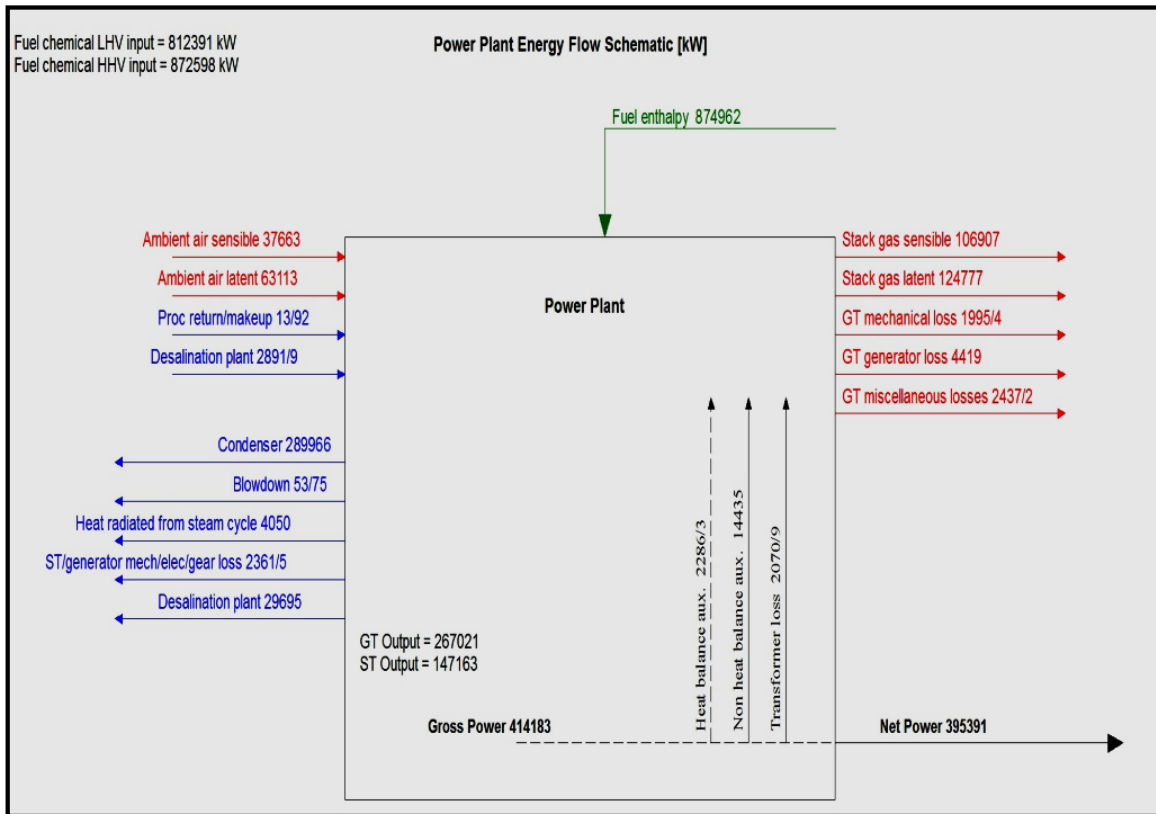 Fuel chemical LHV input = 812391 kW
Fuel chemical HHV input = 872598 kW
Power Plant Energy Flow Schematic [kW]
Fuel enthalpy 874962
Ambient air sensible 37663
Ambient air latent 63113
Proc return/makeup 13/92
Desalination plant 2891/9
Power Plant
Stack gas sensible 106907
Stack gas latent 124777
GT mechanical loss 1995/4
GT generator loss 4419
GT miscellaneous losses 2437/2
Condenser 289966
Blowdown 53/75
Heat radiated from steam cycle 4050
ST/generator mech/elec/gear loss 2361/5
Desalination plant 29695
Heat balance aux. 2286/3
Non heat balance aux. 14435
Transformer loss 2070/9
GT Output = 267021
ST Output = 147163
Gross Power 414183
Net Power 395391